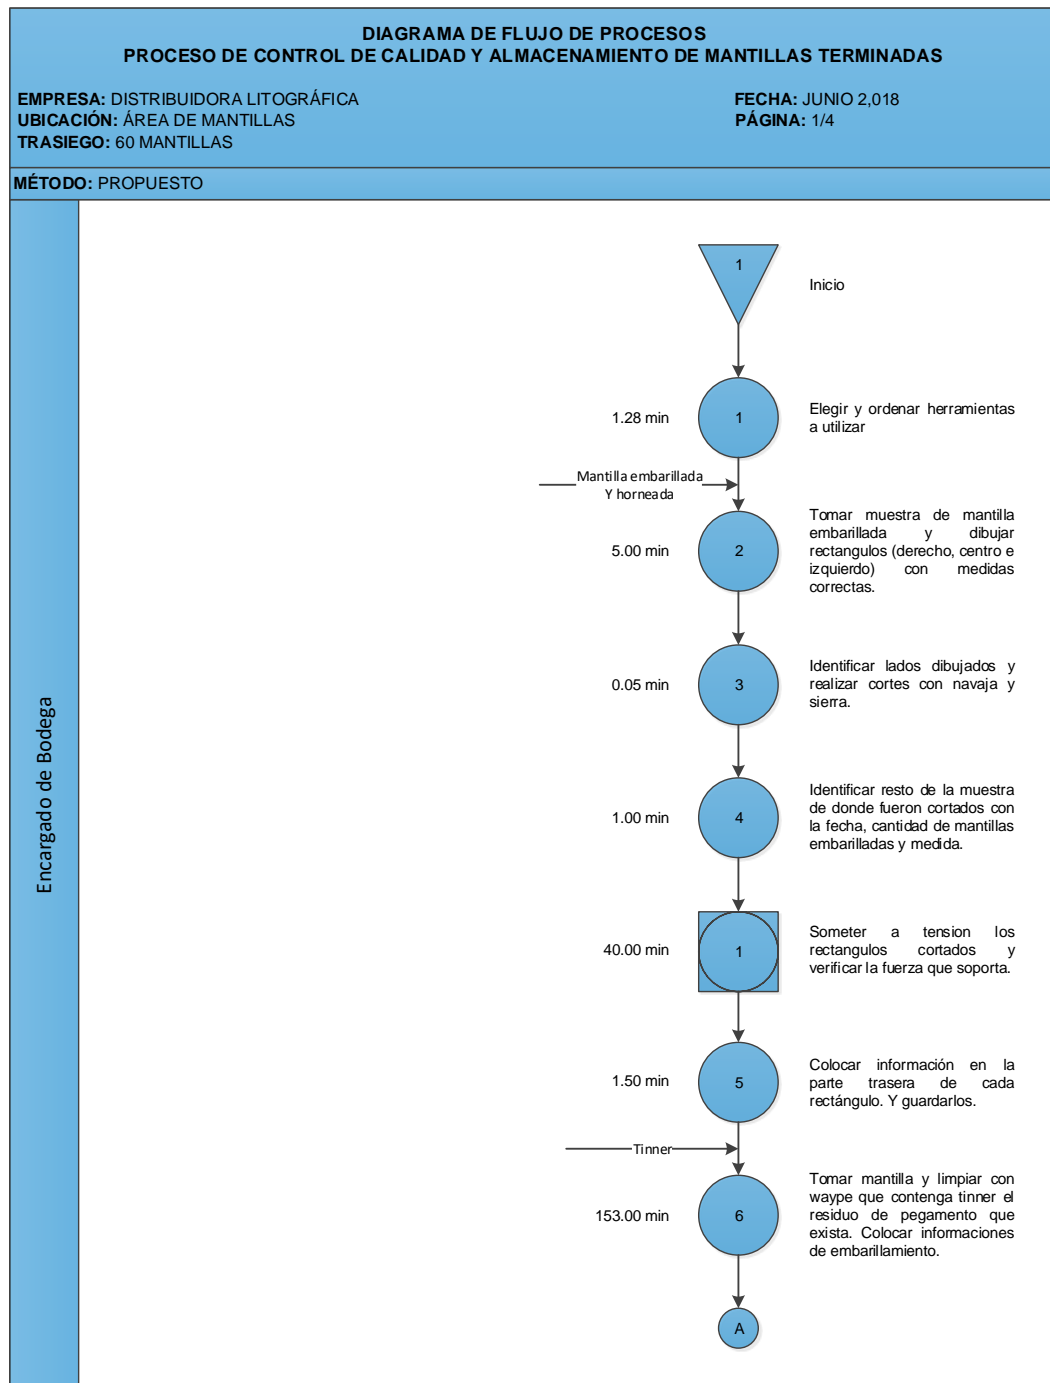 DIAGRAMA DE FLUJO DE PROCESOS
PROCESO DE CONTROL DE CALIDAD Y ALMACENAMIENTO DE MANTILLAS TERMINADAS
EMPRESA: DISTRIBUIDORA LITOGRÁFICA
FECHA: JUNIO 2,018
UBICACIÓN: ÁREA DE MANTILLAS
PÁGINA: 1/4
TRASIEGO: 60 MANTILLAS
MÉTODO: PROPUESTO
Encargado de Bodega
1
Inicio
1.28 min
1
Elegir y ordenar herramientas
a utilizar
Mantilla embarillada
Y horneada
5.00 min
2
Tomar muestra de mantilla
embarillada y dibujar
rectangulos (derecho, centro e
izquierdo) con medidas
correctas.
0.05 min
3
Identificar lados dibujados y
realizar cortes con navaja y
sierra.
1.00 min
4
Identificar resto de la muestra
de donde fueron cortados con
la fecha, cantidad de mantillas
embarilladas y medida.
40.00 min
1
Someter a tension los
rectangulos cortados y
verificar la fuerza que soporta.
1.50 min
5
Colocar información en la
parte trasera de cada
rectángulo. Y guardarlos.
Tinner
153.00 min
6
Tomar mantilla y limpiar con
waype que contenga tinner el
residuo de pegamento que
exista. Colocar informaciones
de embarillamiento.
A